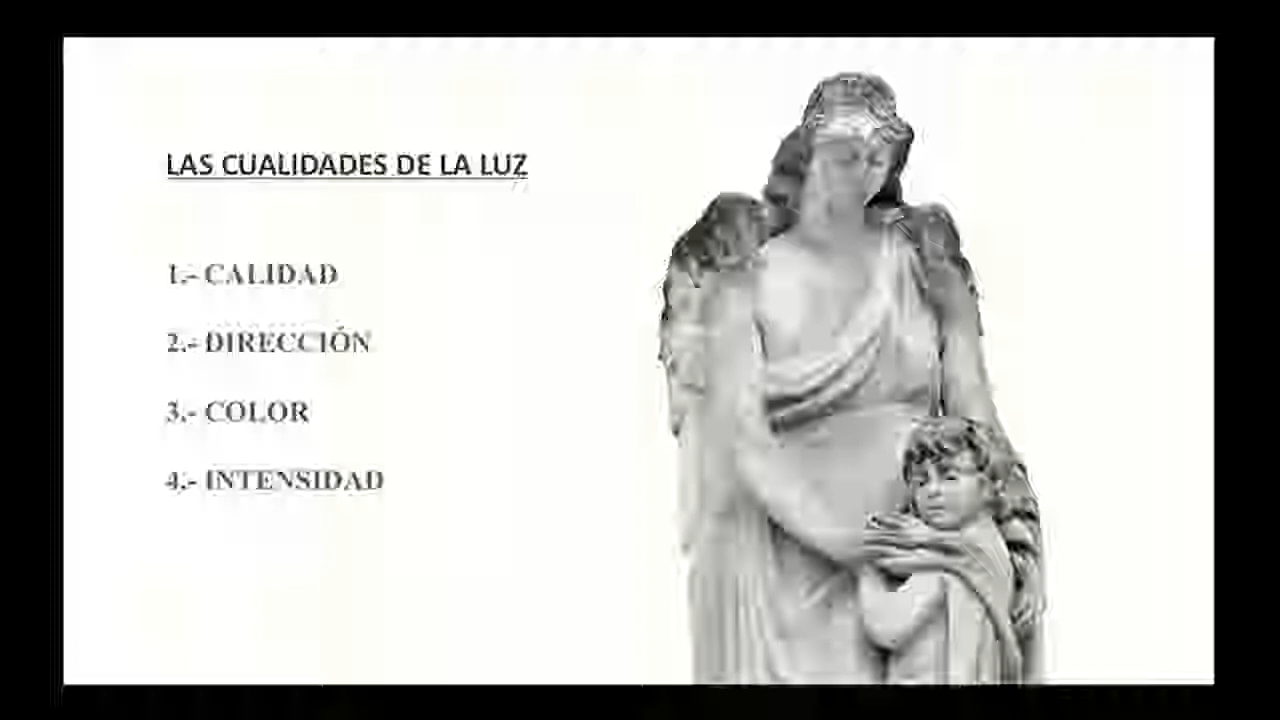 LAS CUALIDADES DE LA LUZ
1.- CALIDAD
2.- DIRECCIÓN
3.- COLOR
4.- INTENSIDAD